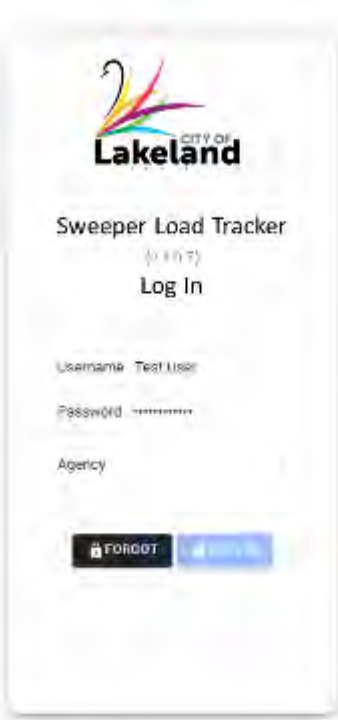 CITY OF
Lakeland
Sweeper Load Tracker
Log In
Username Test User
Password ············
Agency
FORGOT